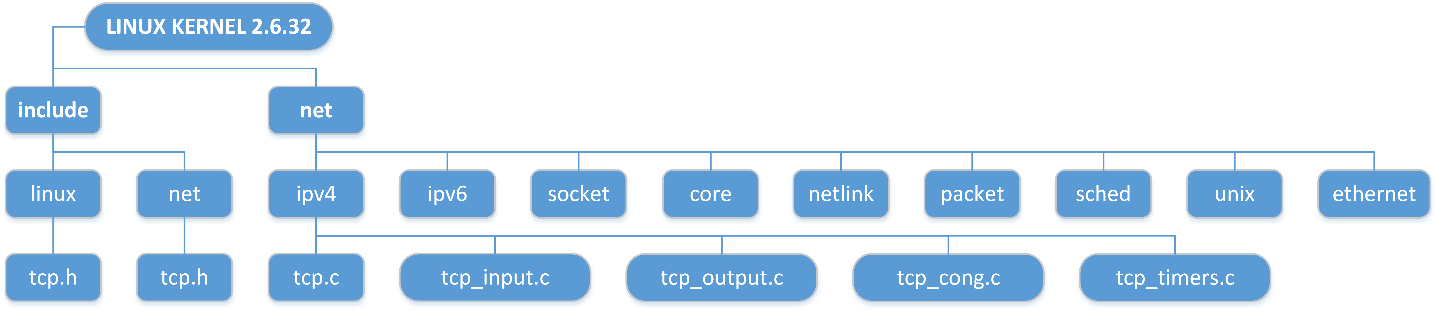 LINUX KERNEL 2.6.32
include
net
linux
net
ipv4
ipv6
socket
core
netlink
packet
sched
unix
ethernet
tcp.h
tcp.h
tcp.c
tcp_input.c
tcp_output.c
tcp_cong.c
tcp_timers.c